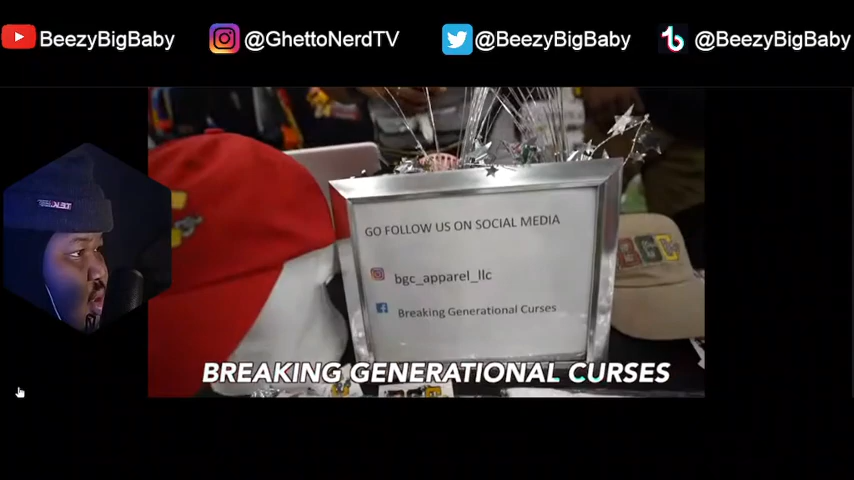 BeezyBigBaby
@GhettoNerdTV
@BeezyBigBaby
@BeezyBigBaby
GO FOLLOW US ON SOCIAL MEDIA
bgc_apparel_llc
Breaking Generational Curses
BGC
BREAKING GENERATIONAL CURSES